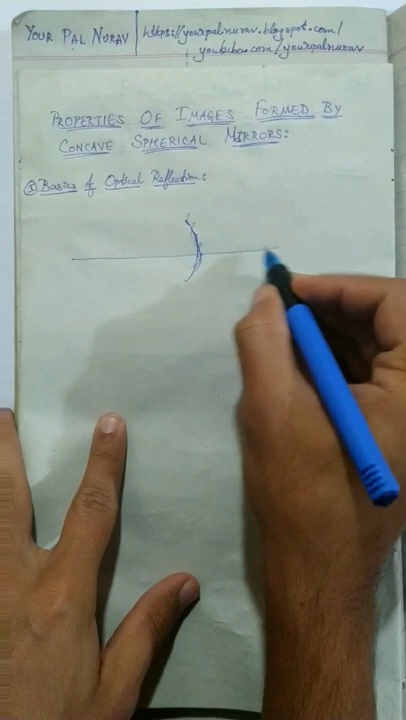 YOUR PAL NURAV https://yourpalnurav.blogspot.com/
youtube.com/yourpalnurav
PROPERTIES OF IMAGES FORMED BY
CONCAVE SPHERICAL MIRRORS:
① Basics of Optical Reflection: